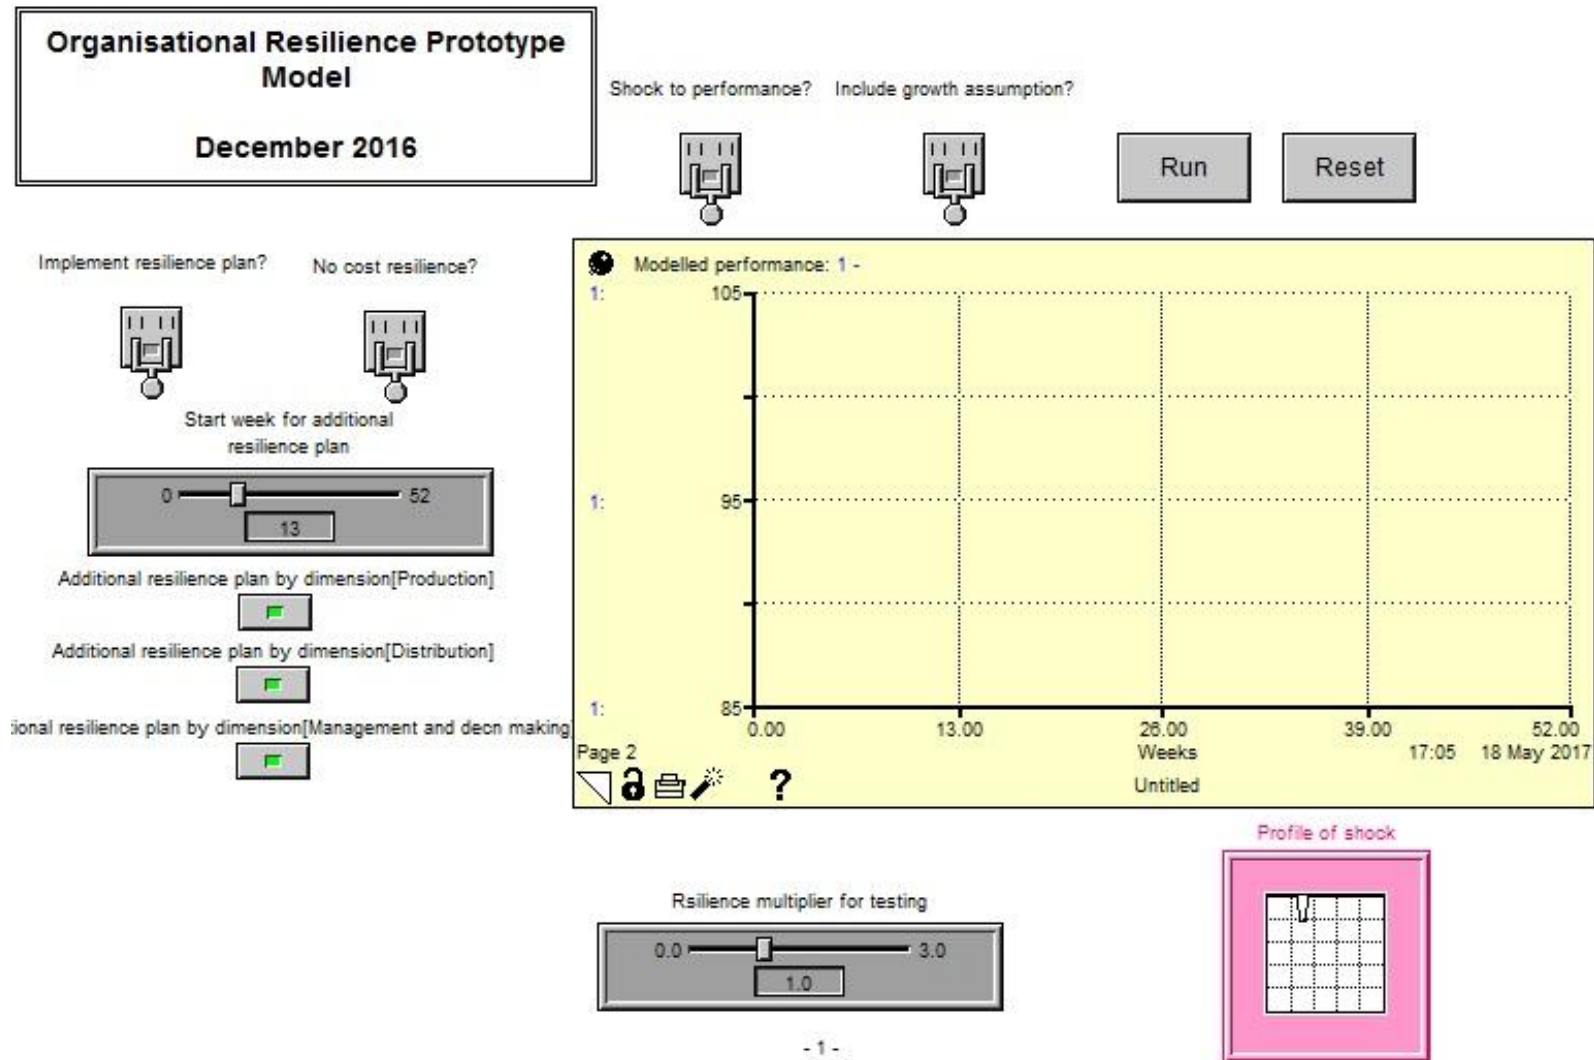 Organisational Resilience Prototype
Model
December 2016
Shock to performance?
Include growth assumption?
Run
Reset
Implement resilience plan?
No cost resilience?
Start week for additional
resilience plan
0
52
13
Additional resilience plan by dimension[Production]
Additional resilience plan by dimension[Distribution]
ional resilience plan by dimension[Management and decn making]
Modelled performance: 1 -
1:
105
1:
95
1:
85
0.00
13.00
26.00
39.00
52.00
Page 2
Weeks
17:05
18 May 2017
?
Untitled
Profile of shock
Rsilience multiplier for testing
0.0
3.0
1.0
- 1 -